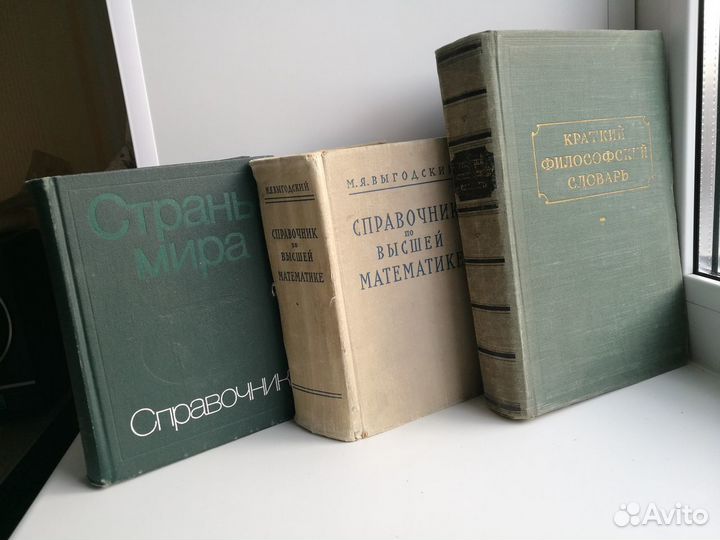 Страны
мира
Справочник
М.Я.ВЫГОДСКИЙ
СПРАВОЧНИК
ПО
ВЫСШЕЙ
МАТЕМАТИКЕ
М.Я.ВЫГОДСКИЙ
СПРАВОЧНИК
ПО
ВЫСШЕЙ
МАТЕМАТИКЕ
КРАТКИЙ
ФИЛОСОФСКИЙ
СЛОВАРЬ
Avito